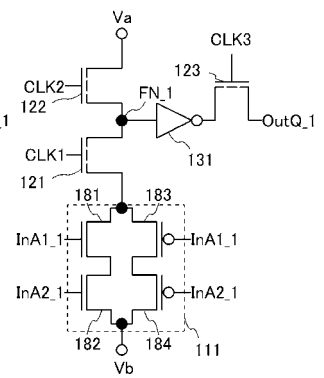 Va
CLK3
CLK2
122
FN_1
123
_1
OutQ_1
CLK1
131
121
181
183
InA1_1
InA1_1
InA2_1
InA2_1
182
184
111
Vb